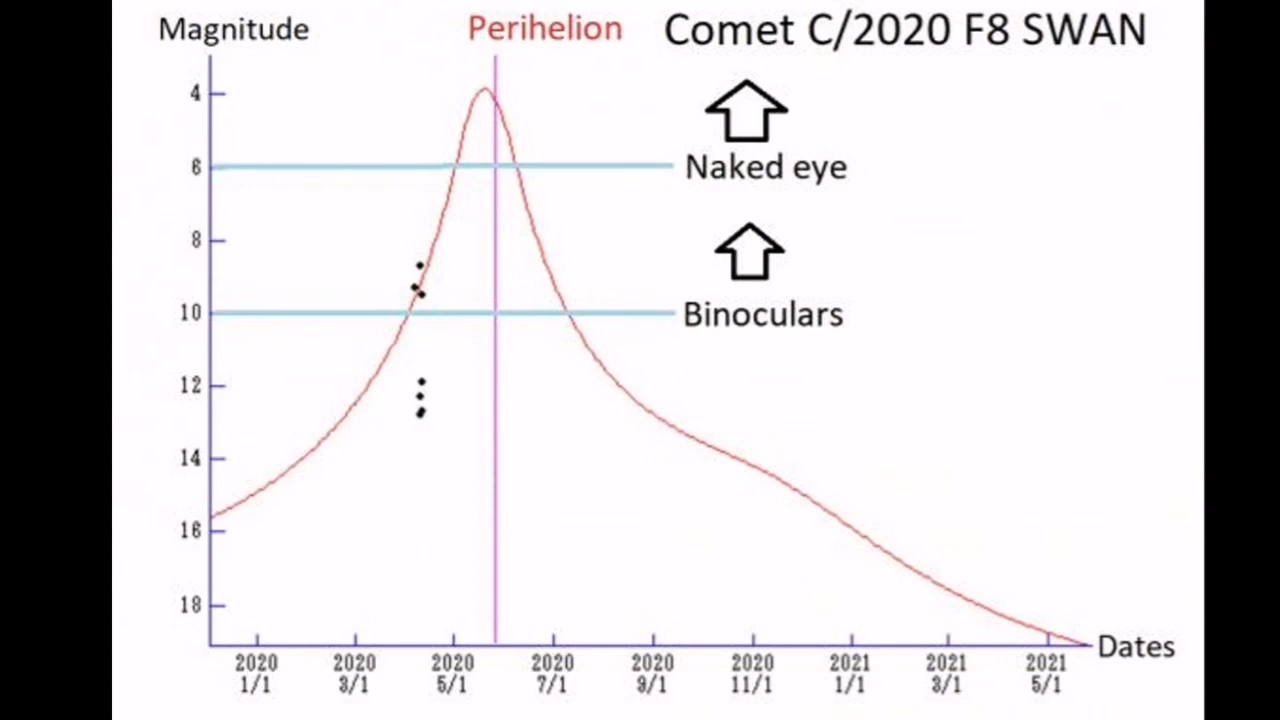 Magnitude
Perihelion
Comet C/2020 F8 SWAN
4
6
Naked eye
8
10
Binoculars
12
14
16
18
Dates
2020 2020 2020 2020 2020 2020 2021 2021 2021
1/1 3/1 5/1 7/1 9/1 11/1 1/1 3/1 5/1